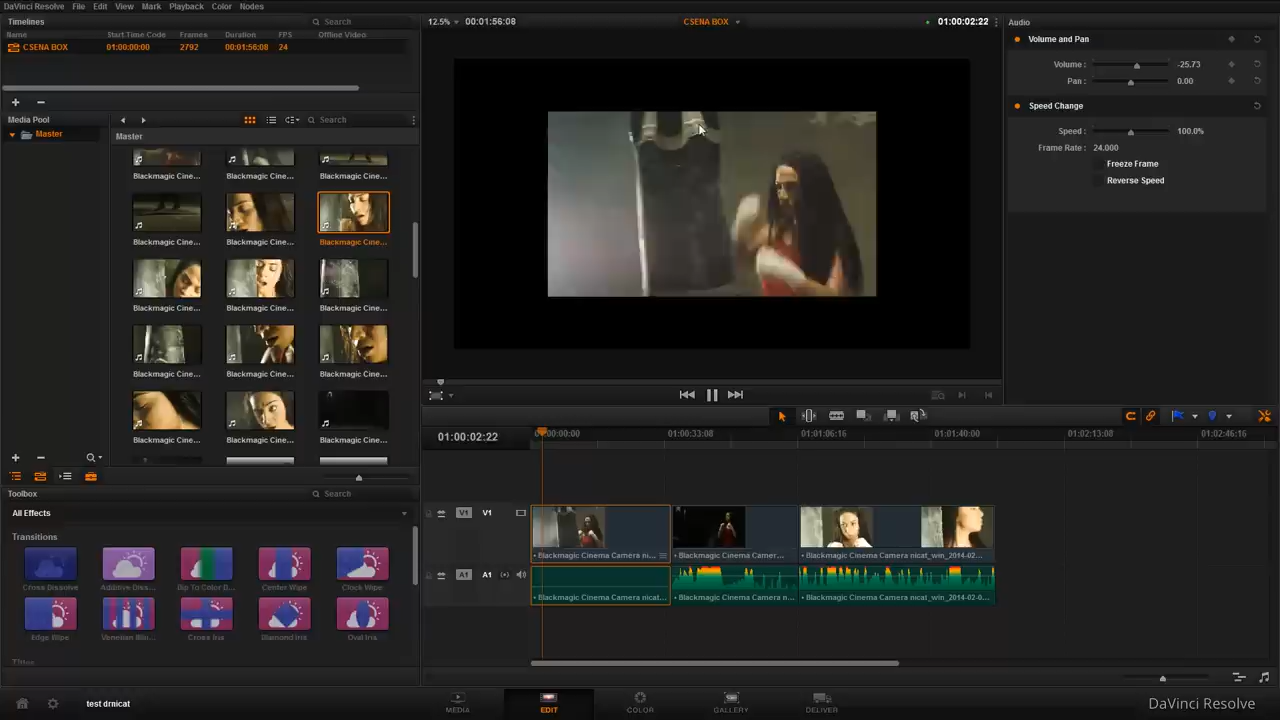 DaVinci Resolve File Edit View Mark Playback Color Nodes
Timelines Search
Name Start Time Code Frames Duration FPS Offline Video
CSENA BOX 01:00:00:00 2792 00:01:56:08 24
12.5% 00:01:56:08 CSENA BOX 01:00:02:22
Audio
Volume and Pan
Volume : -25.73
Pan : 0.00
Speed Change
Speed : 100.0%
Frame Rate : 24.000
Freeze Frame
Reverse Speed
Media Pool Search
Master Master
Blackmagic Cine... Blackmagic Cine... Blackmagic Cine...
Blackmagic Cine... Blackmagic Cine... Blackmagic Cine...
Blackmagic Cine... Blackmagic Cine... Blackmagic Cine...
Blackmagic Cine... Blackmagic Cine... Blackmagic Cine...
Blackmagic Cine... Blackmagic Cine... Blackmagic Cine...
Toolbox Search
All Effects
Transitions
Cross Dissolve Additive Diss... Dip To Color D... Center Wipe Clock Wipe
Edge Wipe Venetian Blin... Cross Iris Diamond Iris Oval Iris
Titles
01:00:02:22 01:00:33:08 01:01:06:16 01:01:40:00 01:02:13:08 01:02:46:16
V1 V1
• Blackmagic Cinema Camera ni... • Blackmagic Cinema Camer... • Blackmagic Cinema Camera nicat_win_2014-02...
A1 A1
• Blackmagic Cinema Camera nicat... • Blackmagic Cinema Camera n... • Blackmagic Cinema Camera nicat_win_2014-02-0...
test drnicat
MEDIA EDIT COLOR GALLERY DELIVER
DaVinci Resolve